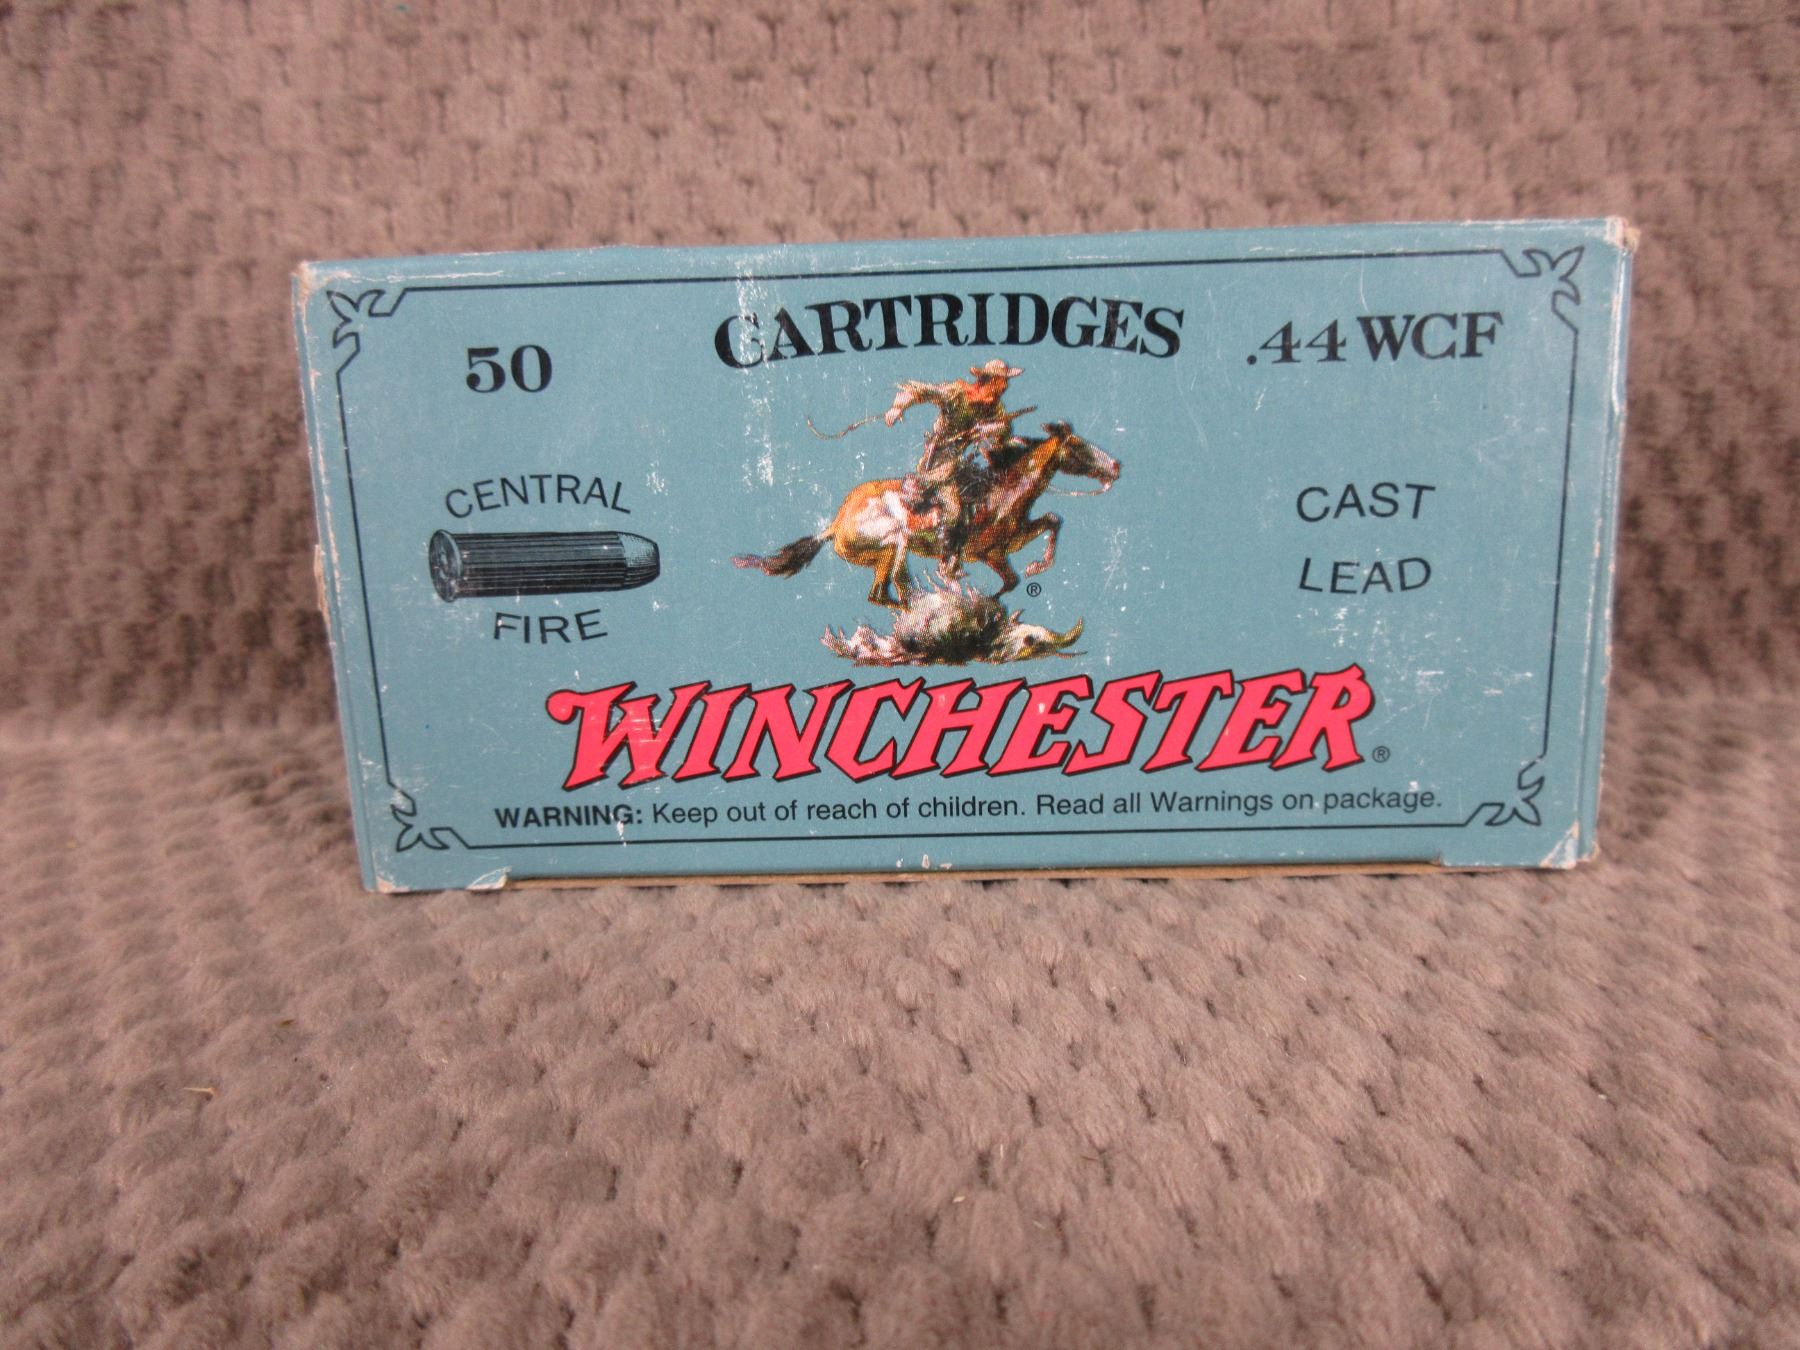 50
CARTRIDGES
.44 WCF
CENTRAL
FIRE
CAST
LEAD
®
WINCHESTER®
WARNING: Keep out of reach of children. Read all Warnings on package.